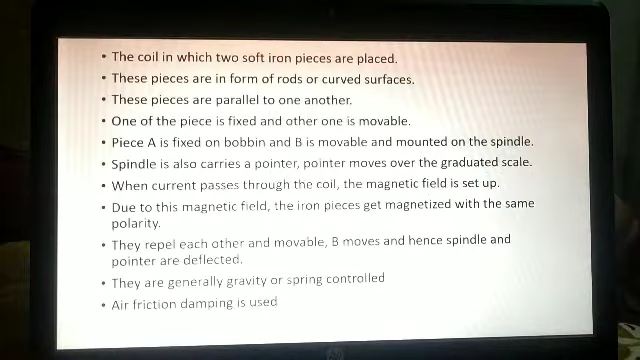 • The coil in which two soft iron pieces are placed.
• These pieces are in form of rods or curved surfaces.
• These pieces are parallel to one another.
• One of the piece is fixed and other one is movable.
• Piece A is fixed on bobbin and B is movable and mounted on the spindle.
• Spindle is also carries a pointer, pointer moves over the graduated scale.
• When current passes through the coil, the magnetic field is set up.
• Due to this magnetic field, the iron pieces get magnetized with the same
polarity.
• They repel each other and movable, B moves and hence spindle and
pointer are deflected.
• They are generally gravity or spring controlled
• Air friction damping is used